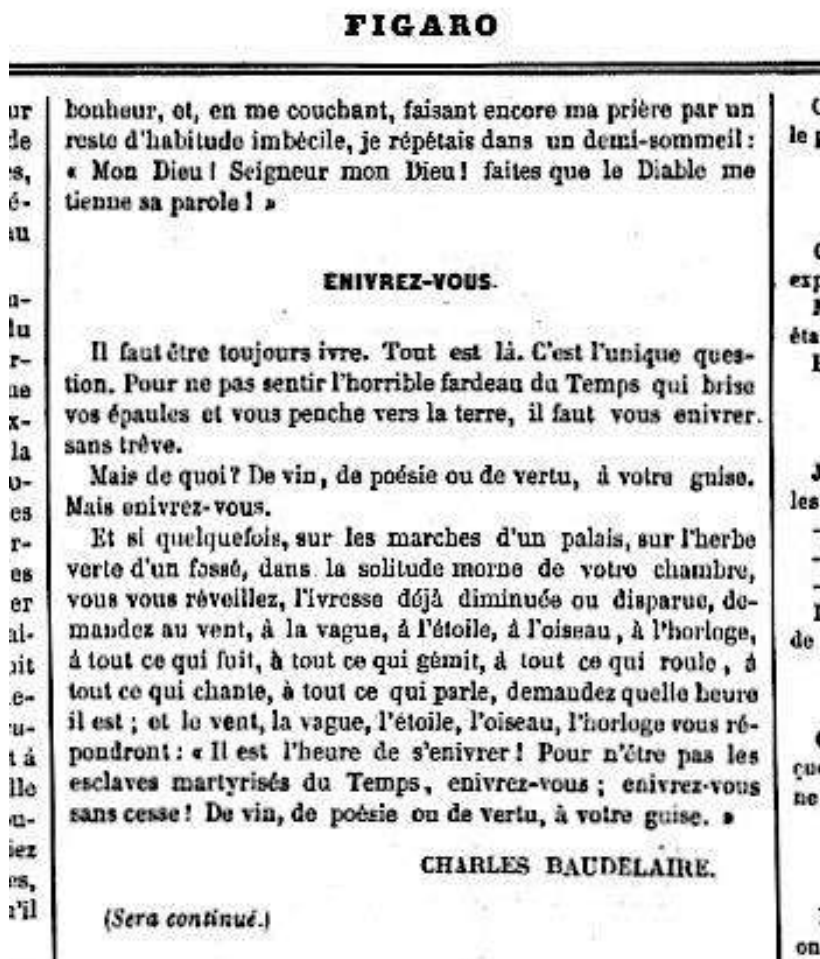 FIGARO
bonheur, et, en me couchant, faisant encore ma prière par un
reste d'habitude imbécile, je répétais dans un demi-sommeil :
« Mon Dieu ! Seigneur mon Dieu ! faites que le Diable me
tienne sa parole ! »
ENIVREZ-VOUS.
Il faut être toujours ivre. Tout est là. C'est l'unique ques-
tion. Pour ne pas sentir l'horrible fardeau du Temps qui brise
vos épaules et vous penche vers la terre, il faut vous enivrer
sans trêve.
Mais de quoi ? De vin, de poésie ou de vertu, à votre guise.
Mais enivrez-vous.
Et si quelquefois, sur les marches d'un palais, sur l'herbe
verte d'un fossé, dans la solitude morne de votre chambre,
vous vous réveillez, l'ivresse déjà diminuée ou disparue, de-
mandez au vent, à la vague, à l'étoile, à l'oiseau, à l'horloge,
à tout ce qui fuit, à tout ce qui gémit, à tout ce qui roule, à
tout ce qui chante, à tout ce qui parle, demandez quelle heure
il est ; et le vent, la vague, l'étoile, l'oiseau, l'horloge vous ré-
pondront : « Il est l'heure de s'enivrer ! Pour n'être pas les
esclaves martyrisés du Temps, enivrez-vous ; enivrez-vous
sans cesse ! De vin, de poésie ou de vertu, à votre guise. »
CHARLES BAUDELAIRE.
(Sera continué.)